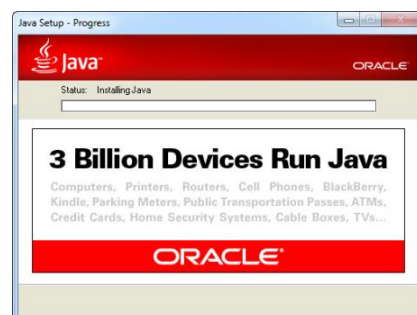 Java Setup - Progress
Java™
ORACLE
Status: Installing Java
3 Billion Devices Run Java
Computers, Printers, Routers, Cell Phones, BlackBerry,
Kindle, Parking Meters, Public Transportation Passes, ATMs,
Credit Cards, Home Security Systems, Cable Boxes, TVs...
ORACLE®